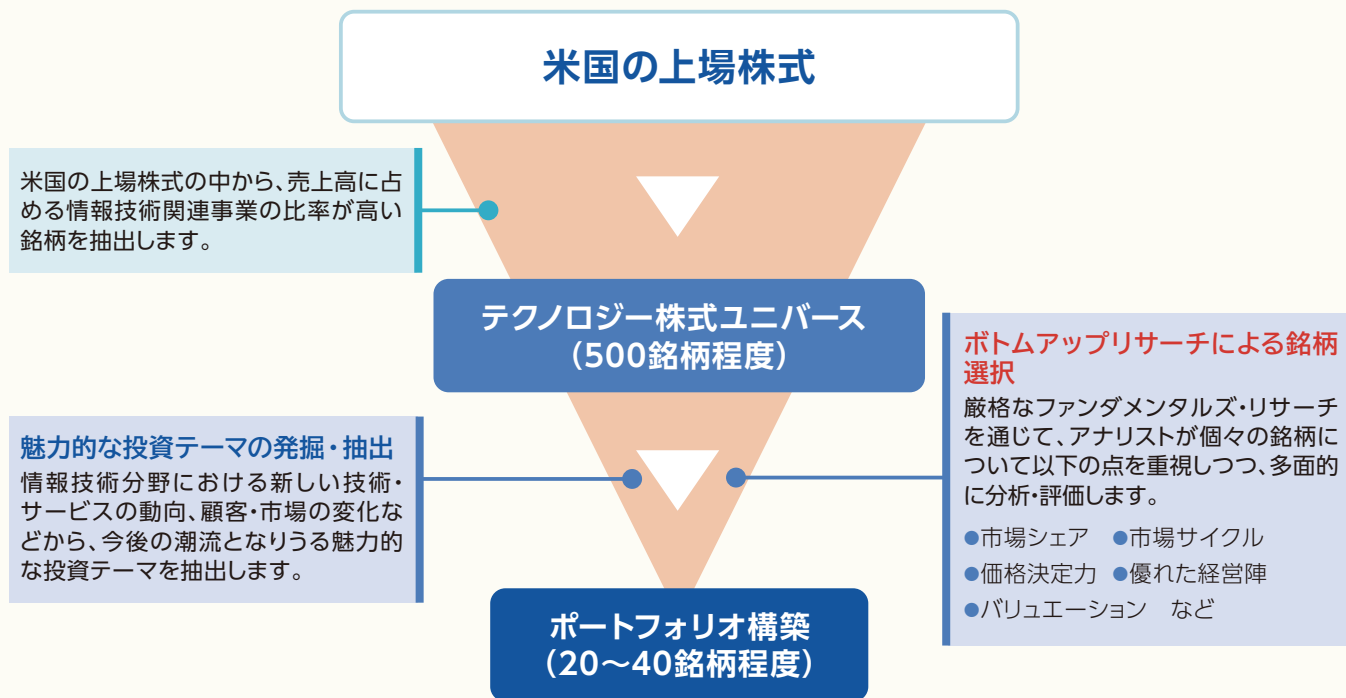 米国の上場株式
米国の上場株式の中から、売上高に占
める情報技術関連事業の比率が高い
銘柄を抽出します。
テクノロジー株式ユニバース
(500銘柄程度)
魅力的な投資テーマの発掘・抽出
情報技術分野における新しい技術・
サービスの動向、顧客・市場の変化な
どから、今後の潮流となりうる魅力的
な投資テーマを抽出します。
ボトムアップリサーチによる銘柄
選択
厳格なファンダメンタルズ・リサーチ
を通じて、アナリストが個々の銘柄に
ついて以下の点を重視しつつ、多面的
に分析・評価します。
●市場シェア ●市場サイクル
●価格決定力 ●優れた経営陣
●バリュエーション など
ポートフォリオ構築
(20～40銘柄程度)